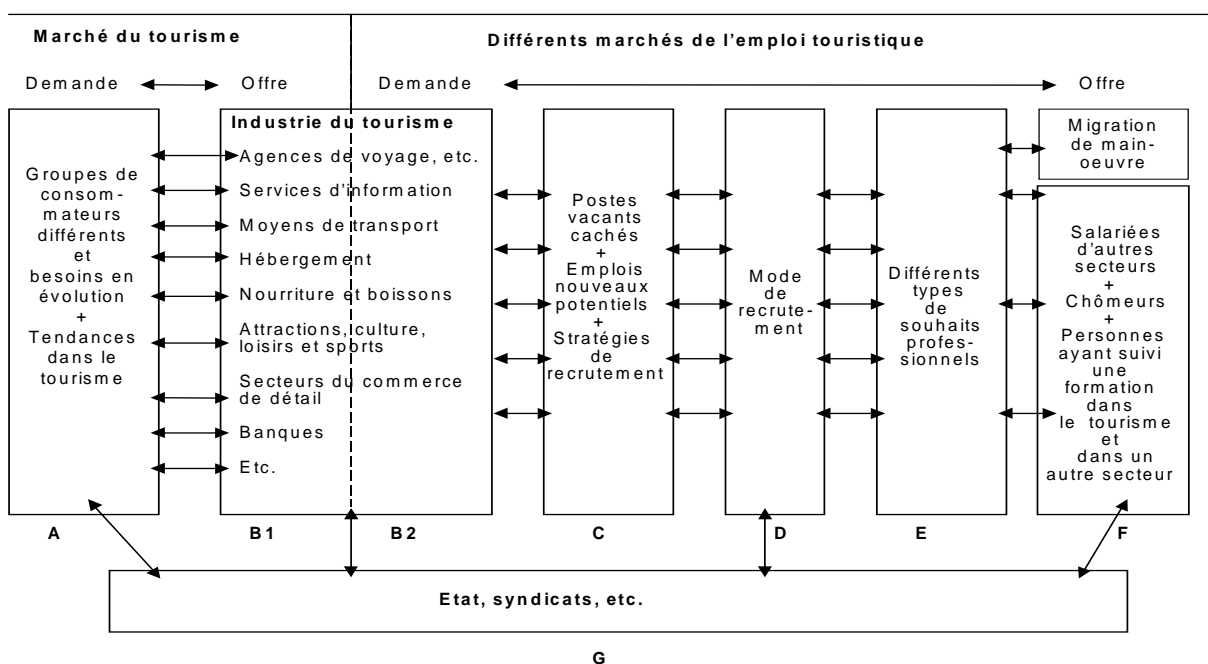 Marché du tourisme
Différents marchés de l'emploi touristique
Demande
Offre
Demande
Offre
Groupes de
consom-
mateurs
différents
et
besoins en
évolution
+
Tendances
dans le
tourisme
Industrie du tourisme
Agences de voyage, etc.
Services d'information
Moyens de transport
Hébergement
Nourriture et boissons
Attractions, culture,
loisirs et sports
Secteurs du commerce
de détail
Banques
Etc.
Postes
vacants
cachés
+
Emplois
nouveaux
potentiels
+
Stratégies
de
recrutement
Mode
de
recrute-
ment
Différents
types
de
souhaits
profes-
sionnels
Migration
de main-
oeuvre
Salariées
d'autres
secteurs
+
Chômeurs
+
Personnes
ayant suivi
une
formation
dans
le tourisme et
dans un
autre secteur
A
B1
B2
C
D
E
F
Etat, syndicats, etc.
G